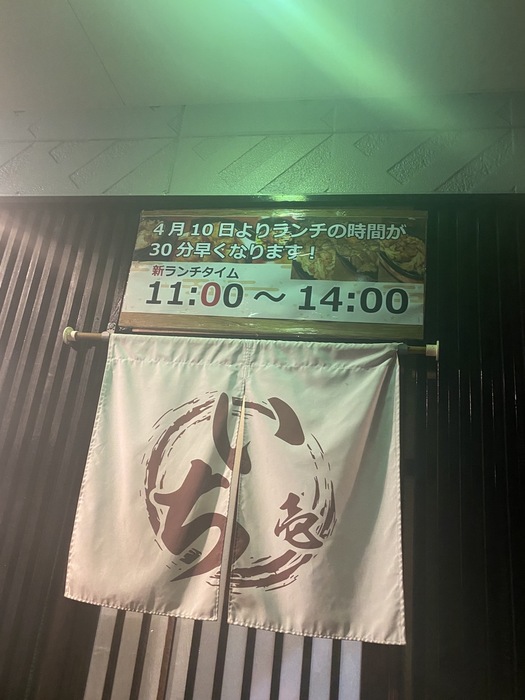 4月10日よりランチの時間が
30分早くなります！
新ランチタイム
11:00 ～ 14:00
いち
壱